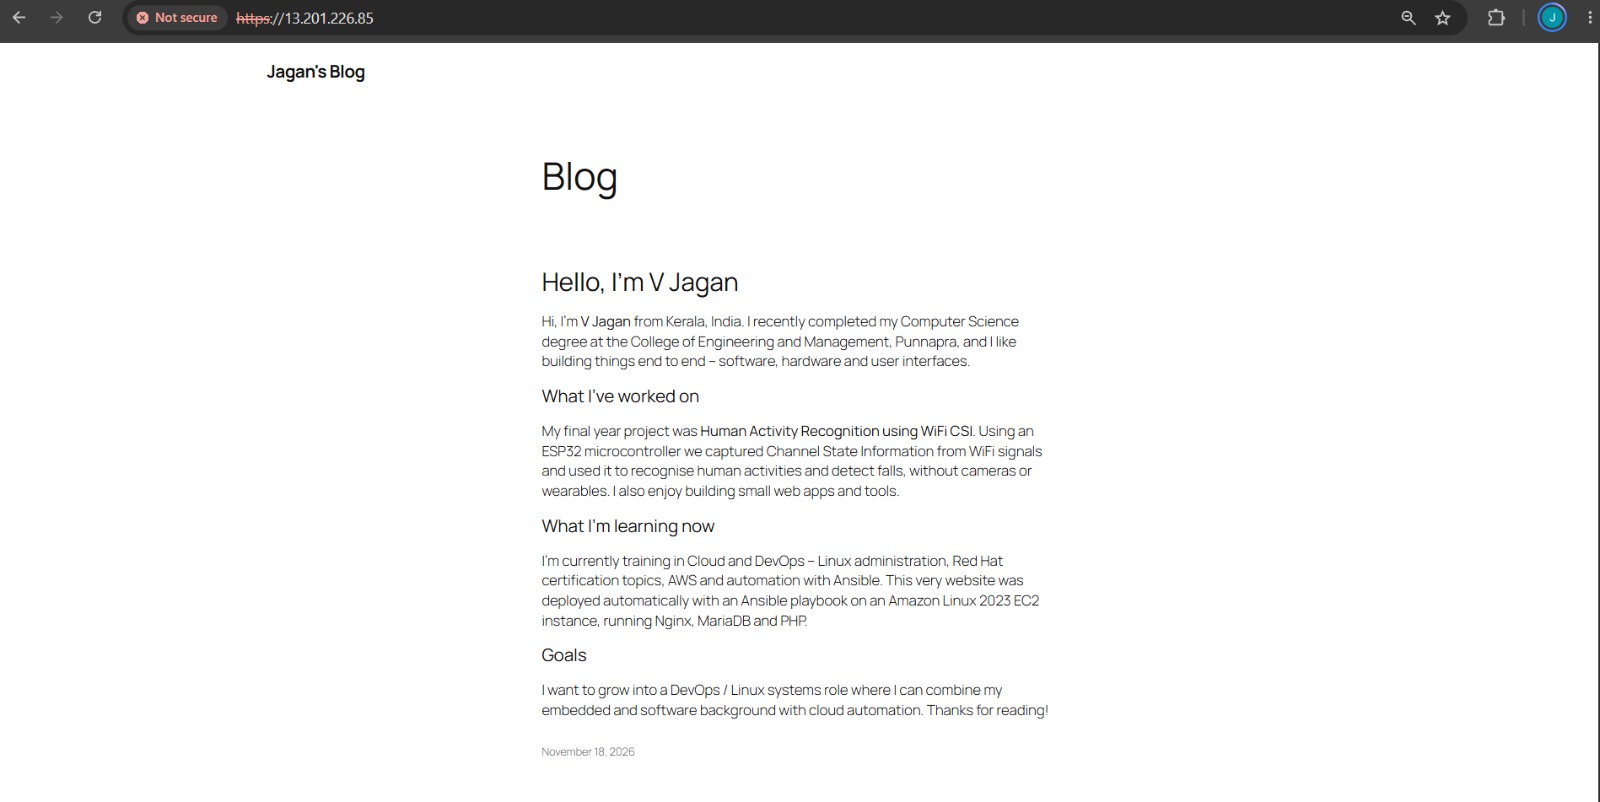 Not secure
https://13.201.226.85
J
Jagan's Blog
Blog
Hello, I'm V Jagan
Hi, I'm V Jagan from Kerala, India. I recently completed my Computer Science
degree at the College of Engineering and Management, Punnapra, and I like
building things end to end – software, hardware and user interfaces.
What I've worked on
My final year project was Human Activity Recognition using WiFi CSI. Using an
ESP32 microcontroller we captured Channel State Information from WiFi signals
and used it to recognise human activities and detect falls, without cameras or
wearables. I also enjoy building small web apps and tools.
What I'm learning now
I'm currently training in Cloud and DevOps – Linux administration, Red Hat
certification topics, AWS and automation with Ansible. This very website was
deployed automatically with an Ansible playbook on an Amazon Linux 2023 EC2
instance, running Nginx, MariaDB and PHP.
Goals
I want to grow into a DevOps / Linux systems role where I can combine my
embedded and software background with cloud automation. Thanks for reading!
November 18, 2026